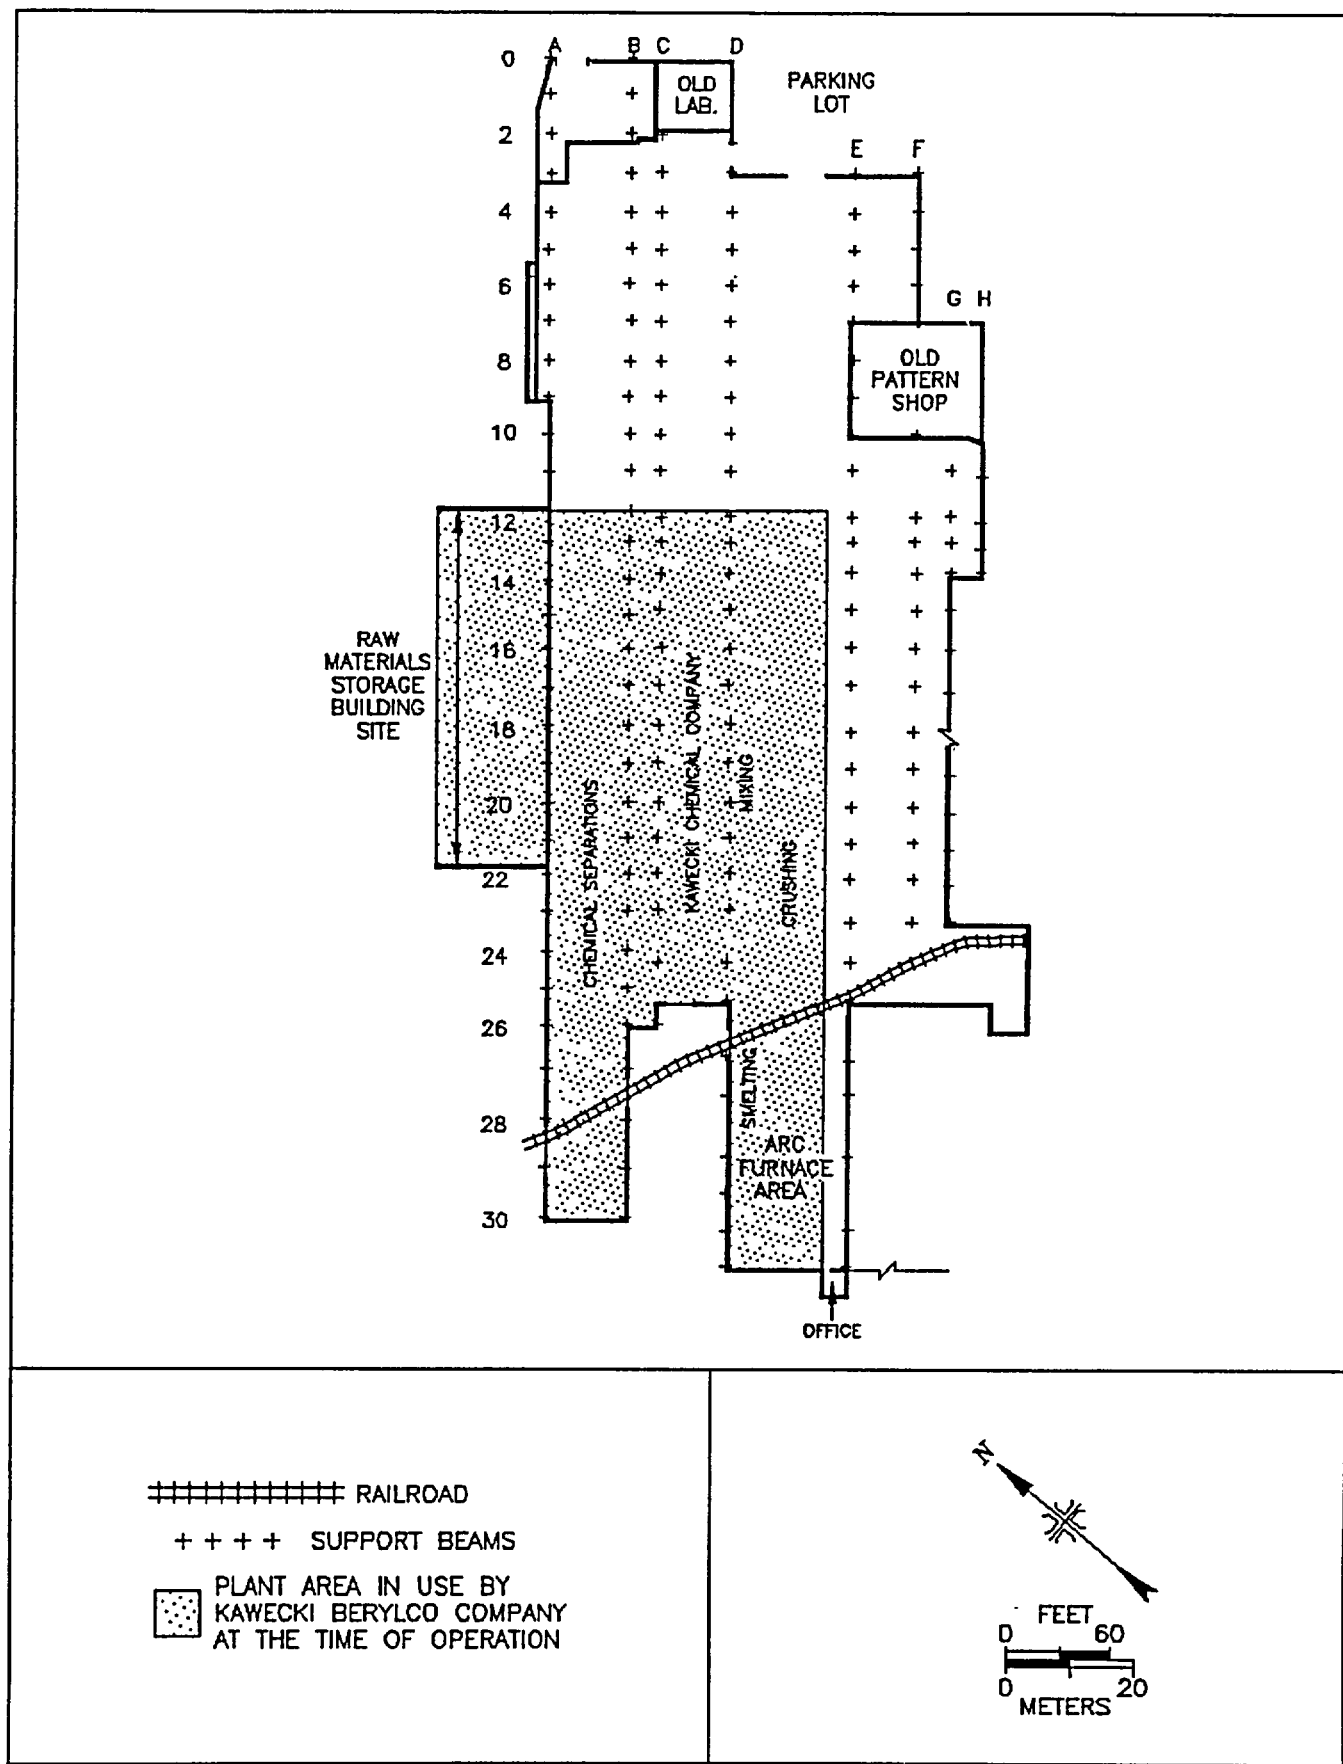 A B C D
0
OLD
LAB.
PARKING
LOT
2
E F
4
6
G H
8
OLD
PATTERN
SHOP
10
12
14
RAW
MATERIALS
STORAGE
BUILDING
SITE
16
18
20
22
24
26
28
30
CHEMICAL SEPARATIONS
KAWECKI CHEMICAL COMPANY
MIXING
CRUSHING
SMELTING
ARC
FURNACE
AREA
OFFICE
RAILROAD
SUPPORT BEAMS
PLANT AREA IN USE BY
KAWECKI BERYLCO COMPANY
AT THE TIME OF OPERATION
N
FEET
0 60
0 20
METERS